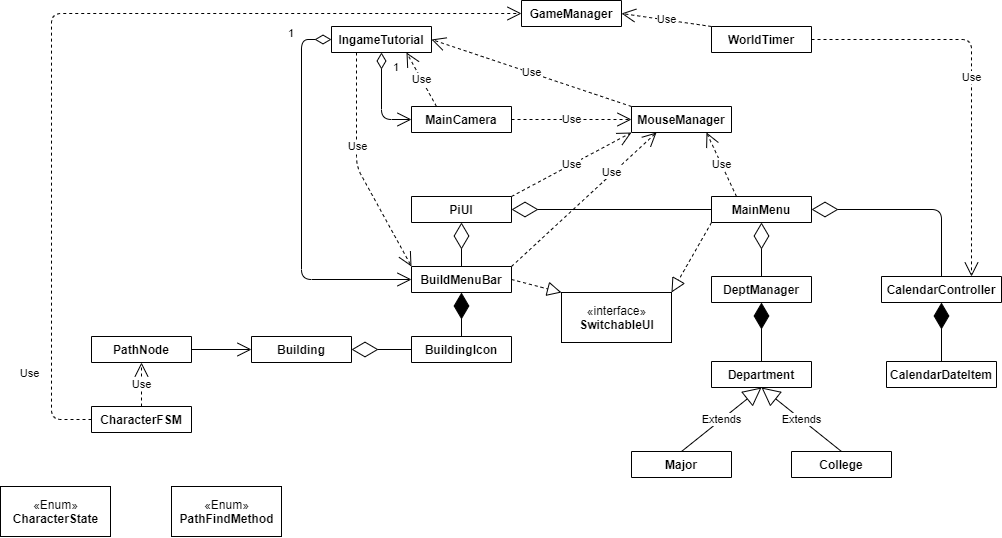 GameManager
Use
1
IngameTutorial
WorldTimer
1
Use
Use
Use
MainCamera
Use
MouseManager
Use
Use
Use
Use
PiUI
MainMenu
BuildMenuBar
DeptManager
CalendarController
«interface»
SwitchableUI
PathNode
Building
BuildingIcon
Use
Use
Department
CalendarDateItem
CharacterFSM
Extends
Extends
Major
College
«Enum»
CharacterState
«Enum»
PathFindMethod